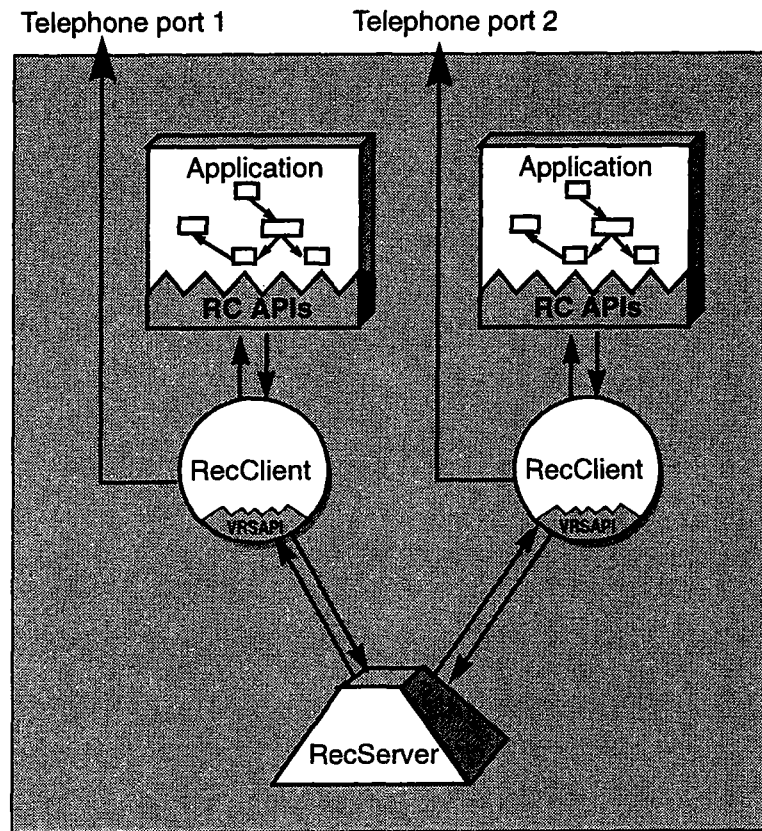 Telephone port 1
Telephone port 2
Application
RC APIs
Application
RC APIs
RecClient
VRSAPI
RecClient
VRSAPI
RecServer